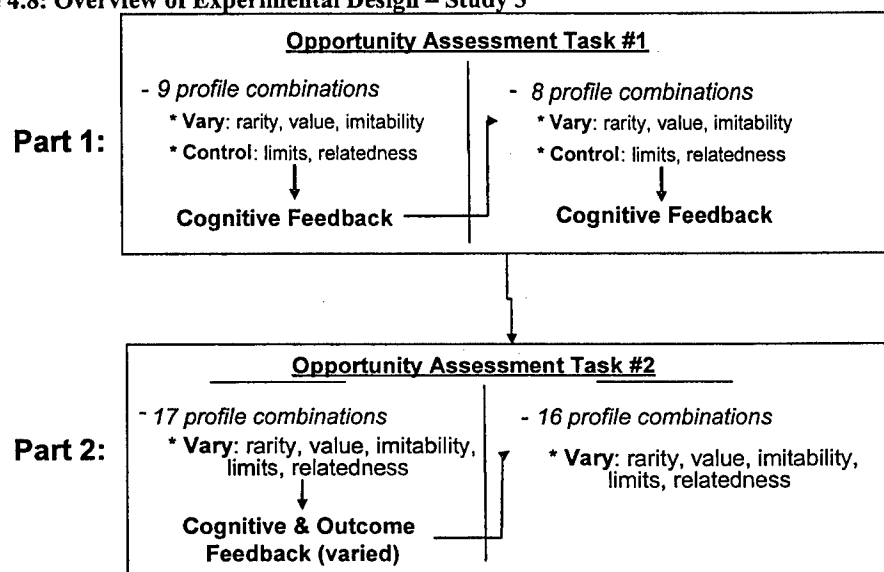 4.8: Overview of Experimental Design – Study 3
Opportunity Assessment Task #1
Part 1:
- 9 profile combinations
* Vary: rarity, value, imitability
* Control: limits, relatedness
Cognitive Feedback
- 8 profile combinations
* Vary: rarity, value, imitability
* Control: limits, relatedness
Cognitive Feedback
Opportunity Assessment Task #2
Part 2:
- 17 profile combinations
* Vary: rarity, value, imitability,
limits, relatedness
Cognitive & Outcome
Feedback (varied)
- 16 profile combinations
* Vary: rarity, value, imitability,
limits, relatedness